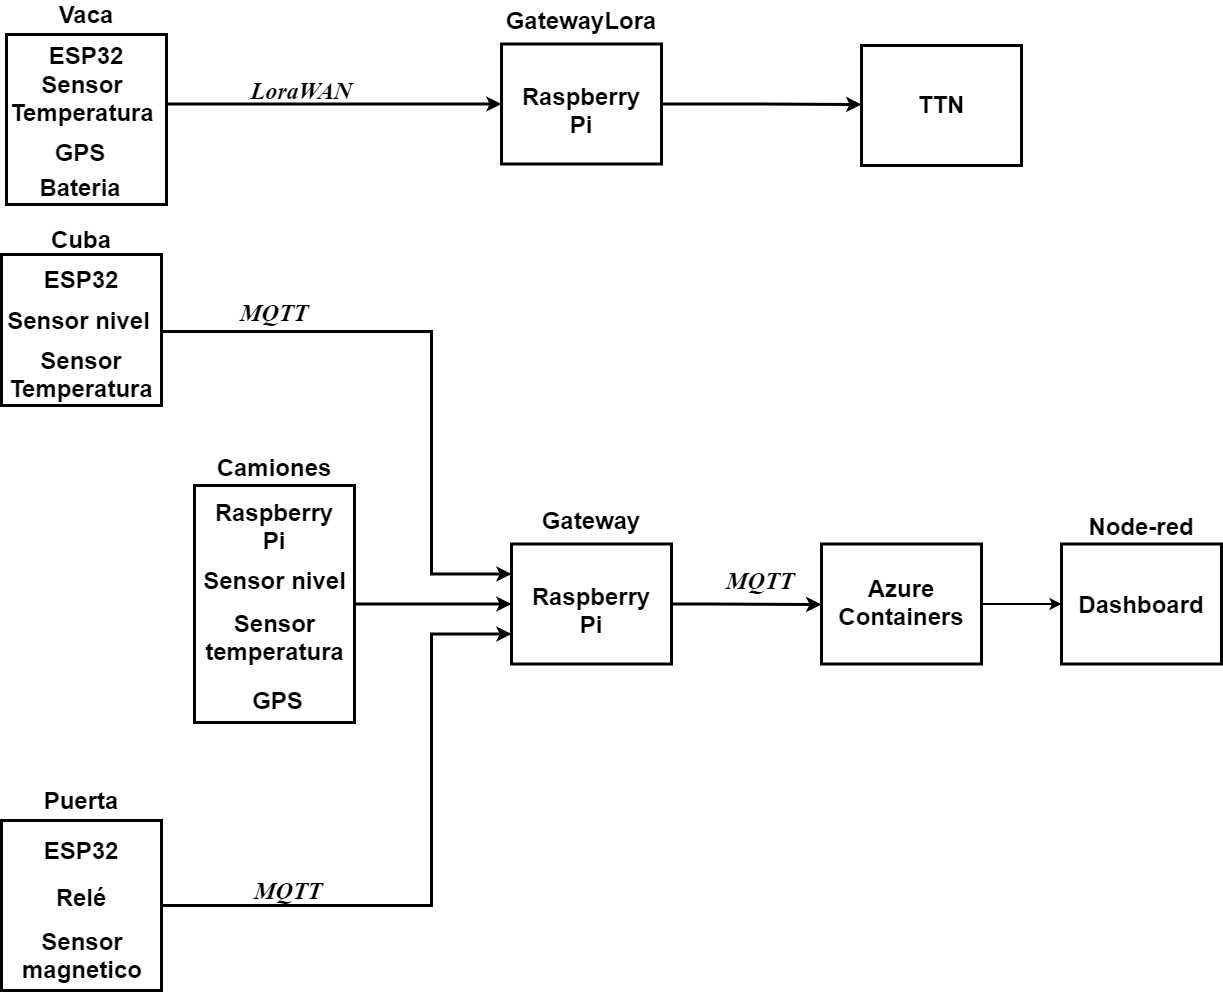 Vaca
ESP32
Sensor
Temperatura
GPS
Bateria
LoraWAN
GatewayLora
Raspberry
Pi
TTN
Cuba
ESP32
Sensor nivel
Sensor
Temperatura
MQTT
Camiones
Raspberry
Pi
Sensor nivel
Sensor
temperatura
GPS
Gateway
Raspberry
Pi
MQTT
Azure
Containers
Node-red
Dashboard
Puerta
ESP32
Relé
Sensor
magnetico
MQTT